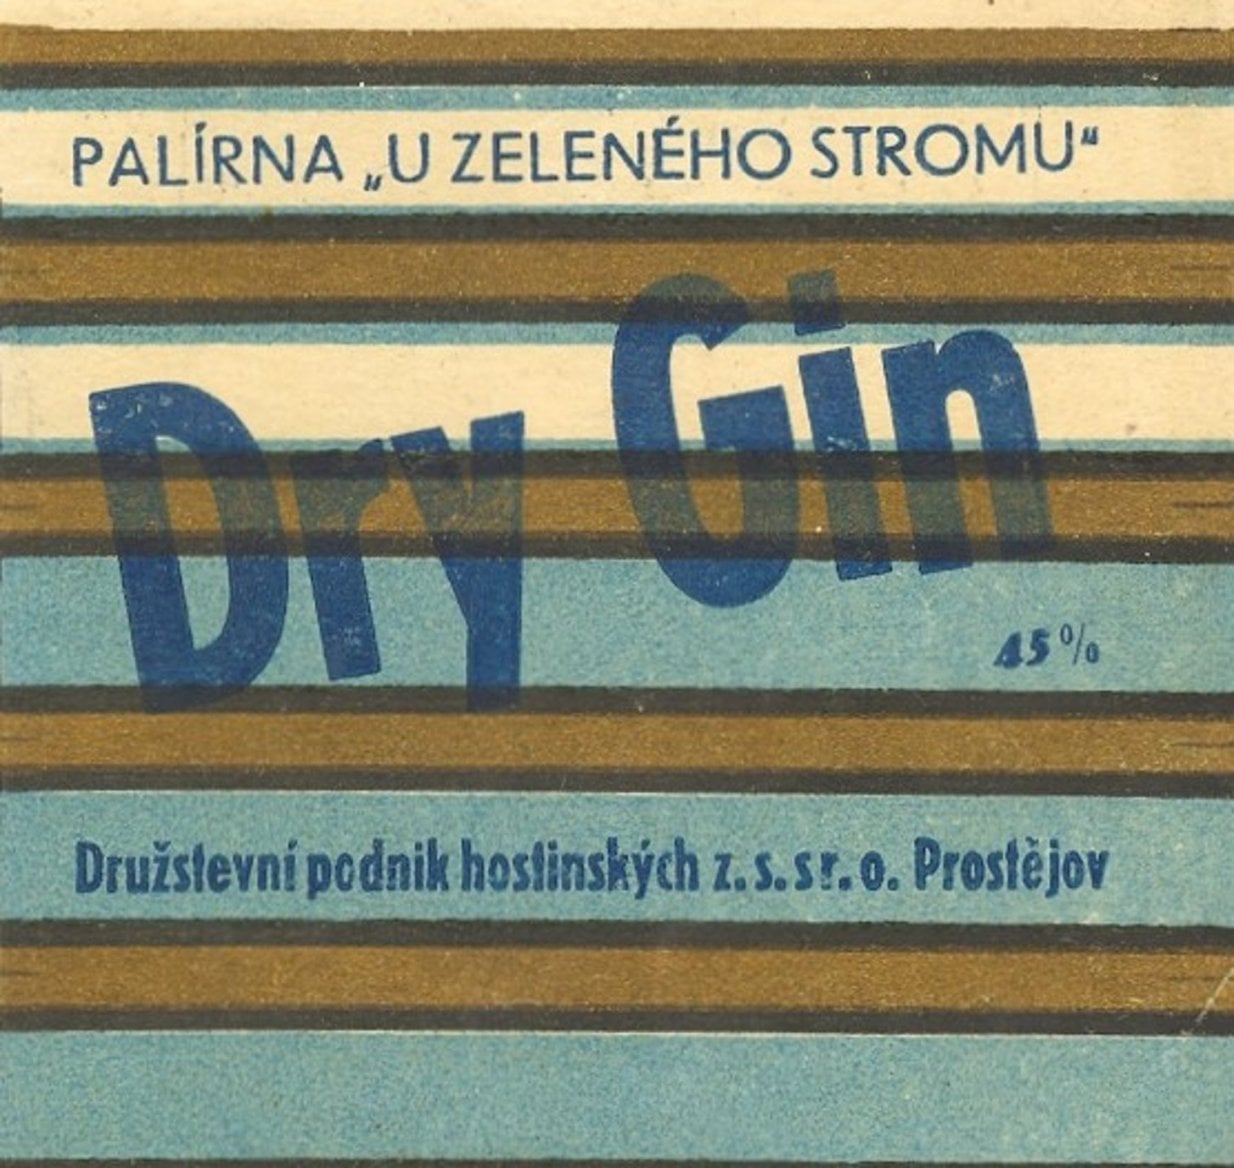 PALÍRNA „U ZELENÉHO STROMU“
Dry Gin
45%
Družstevní podnik hostinských z. s. s r. o. Prostějov